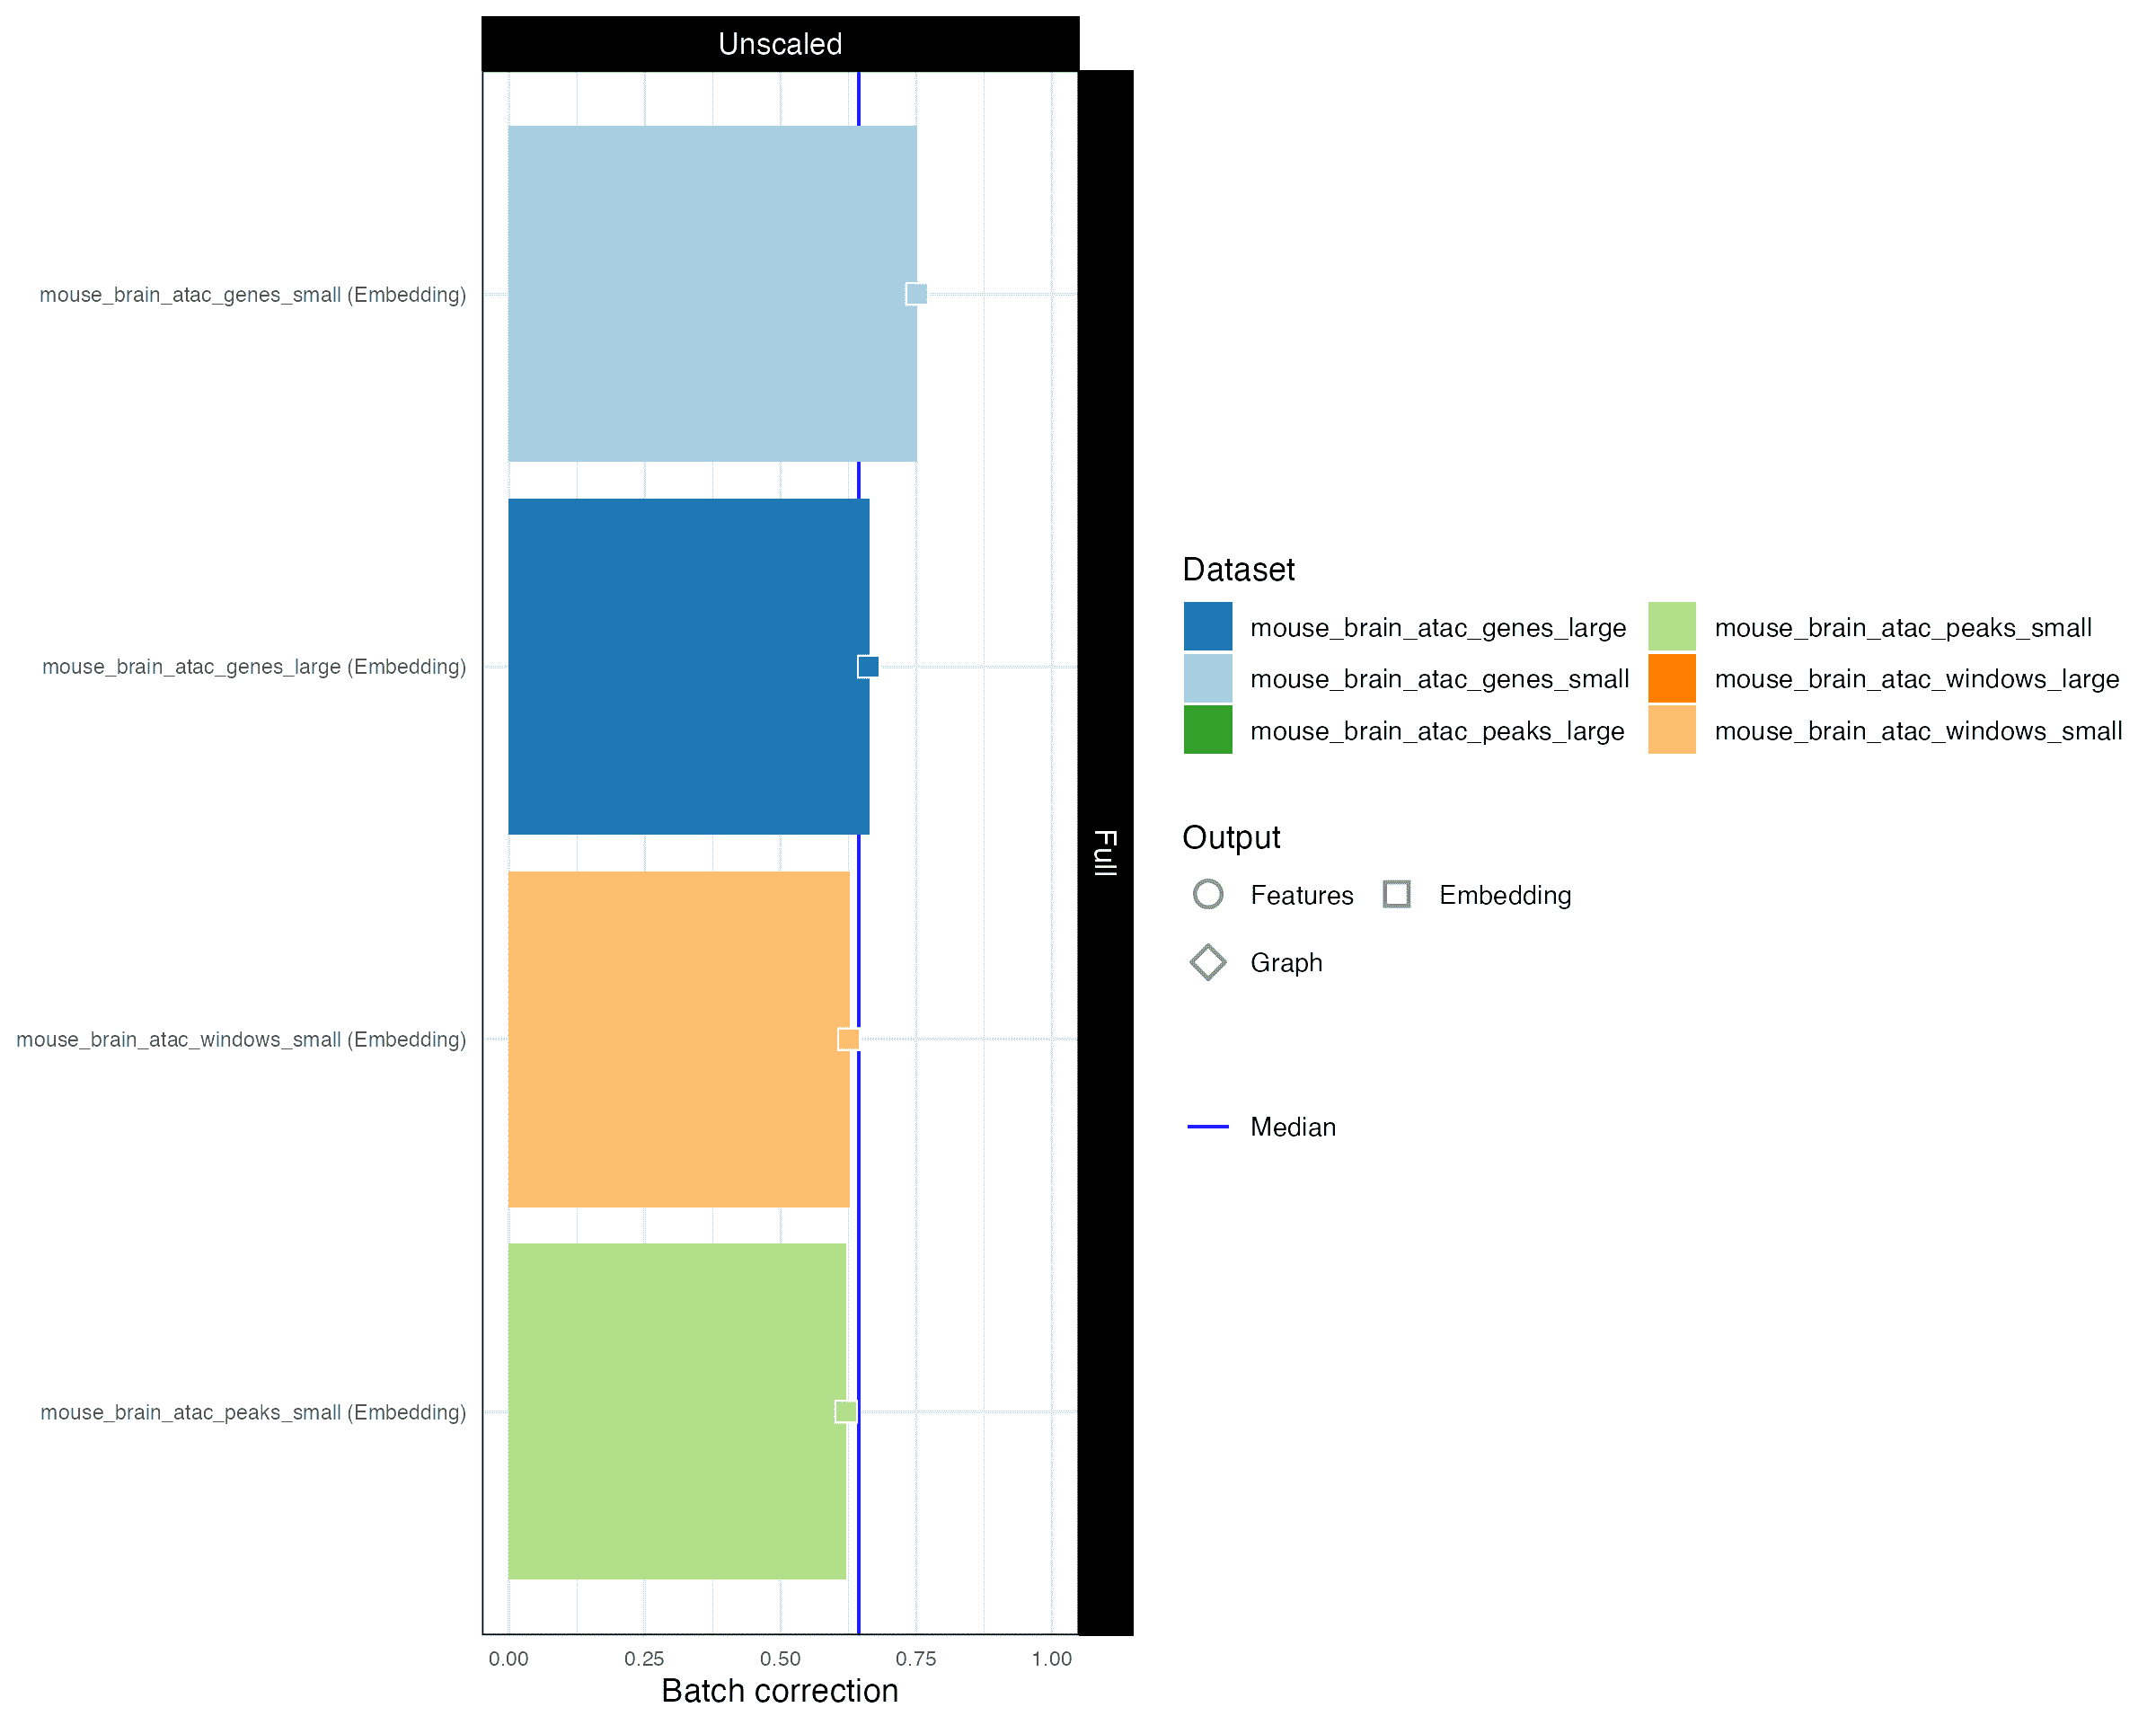 Unscaled
Full
mouse_brain_atac_genes_small (Embedding)
mouse_brain_atac_genes_large (Embedding)
mouse_brain_atac_windows_small (Embedding)
mouse_brain_atac_peaks_small (Embedding)
0.00 0.25 0.50 0.75 1.00
Batch correction
Dataset
mouse_brain_atac_genes_large mouse_brain_atac_peaks_small
mouse_brain_atac_genes_small mouse_brain_atac_windows_large
mouse_brain_atac_peaks_large mouse_brain_atac_windows_small
Output
Features Embedding
Graph
Median